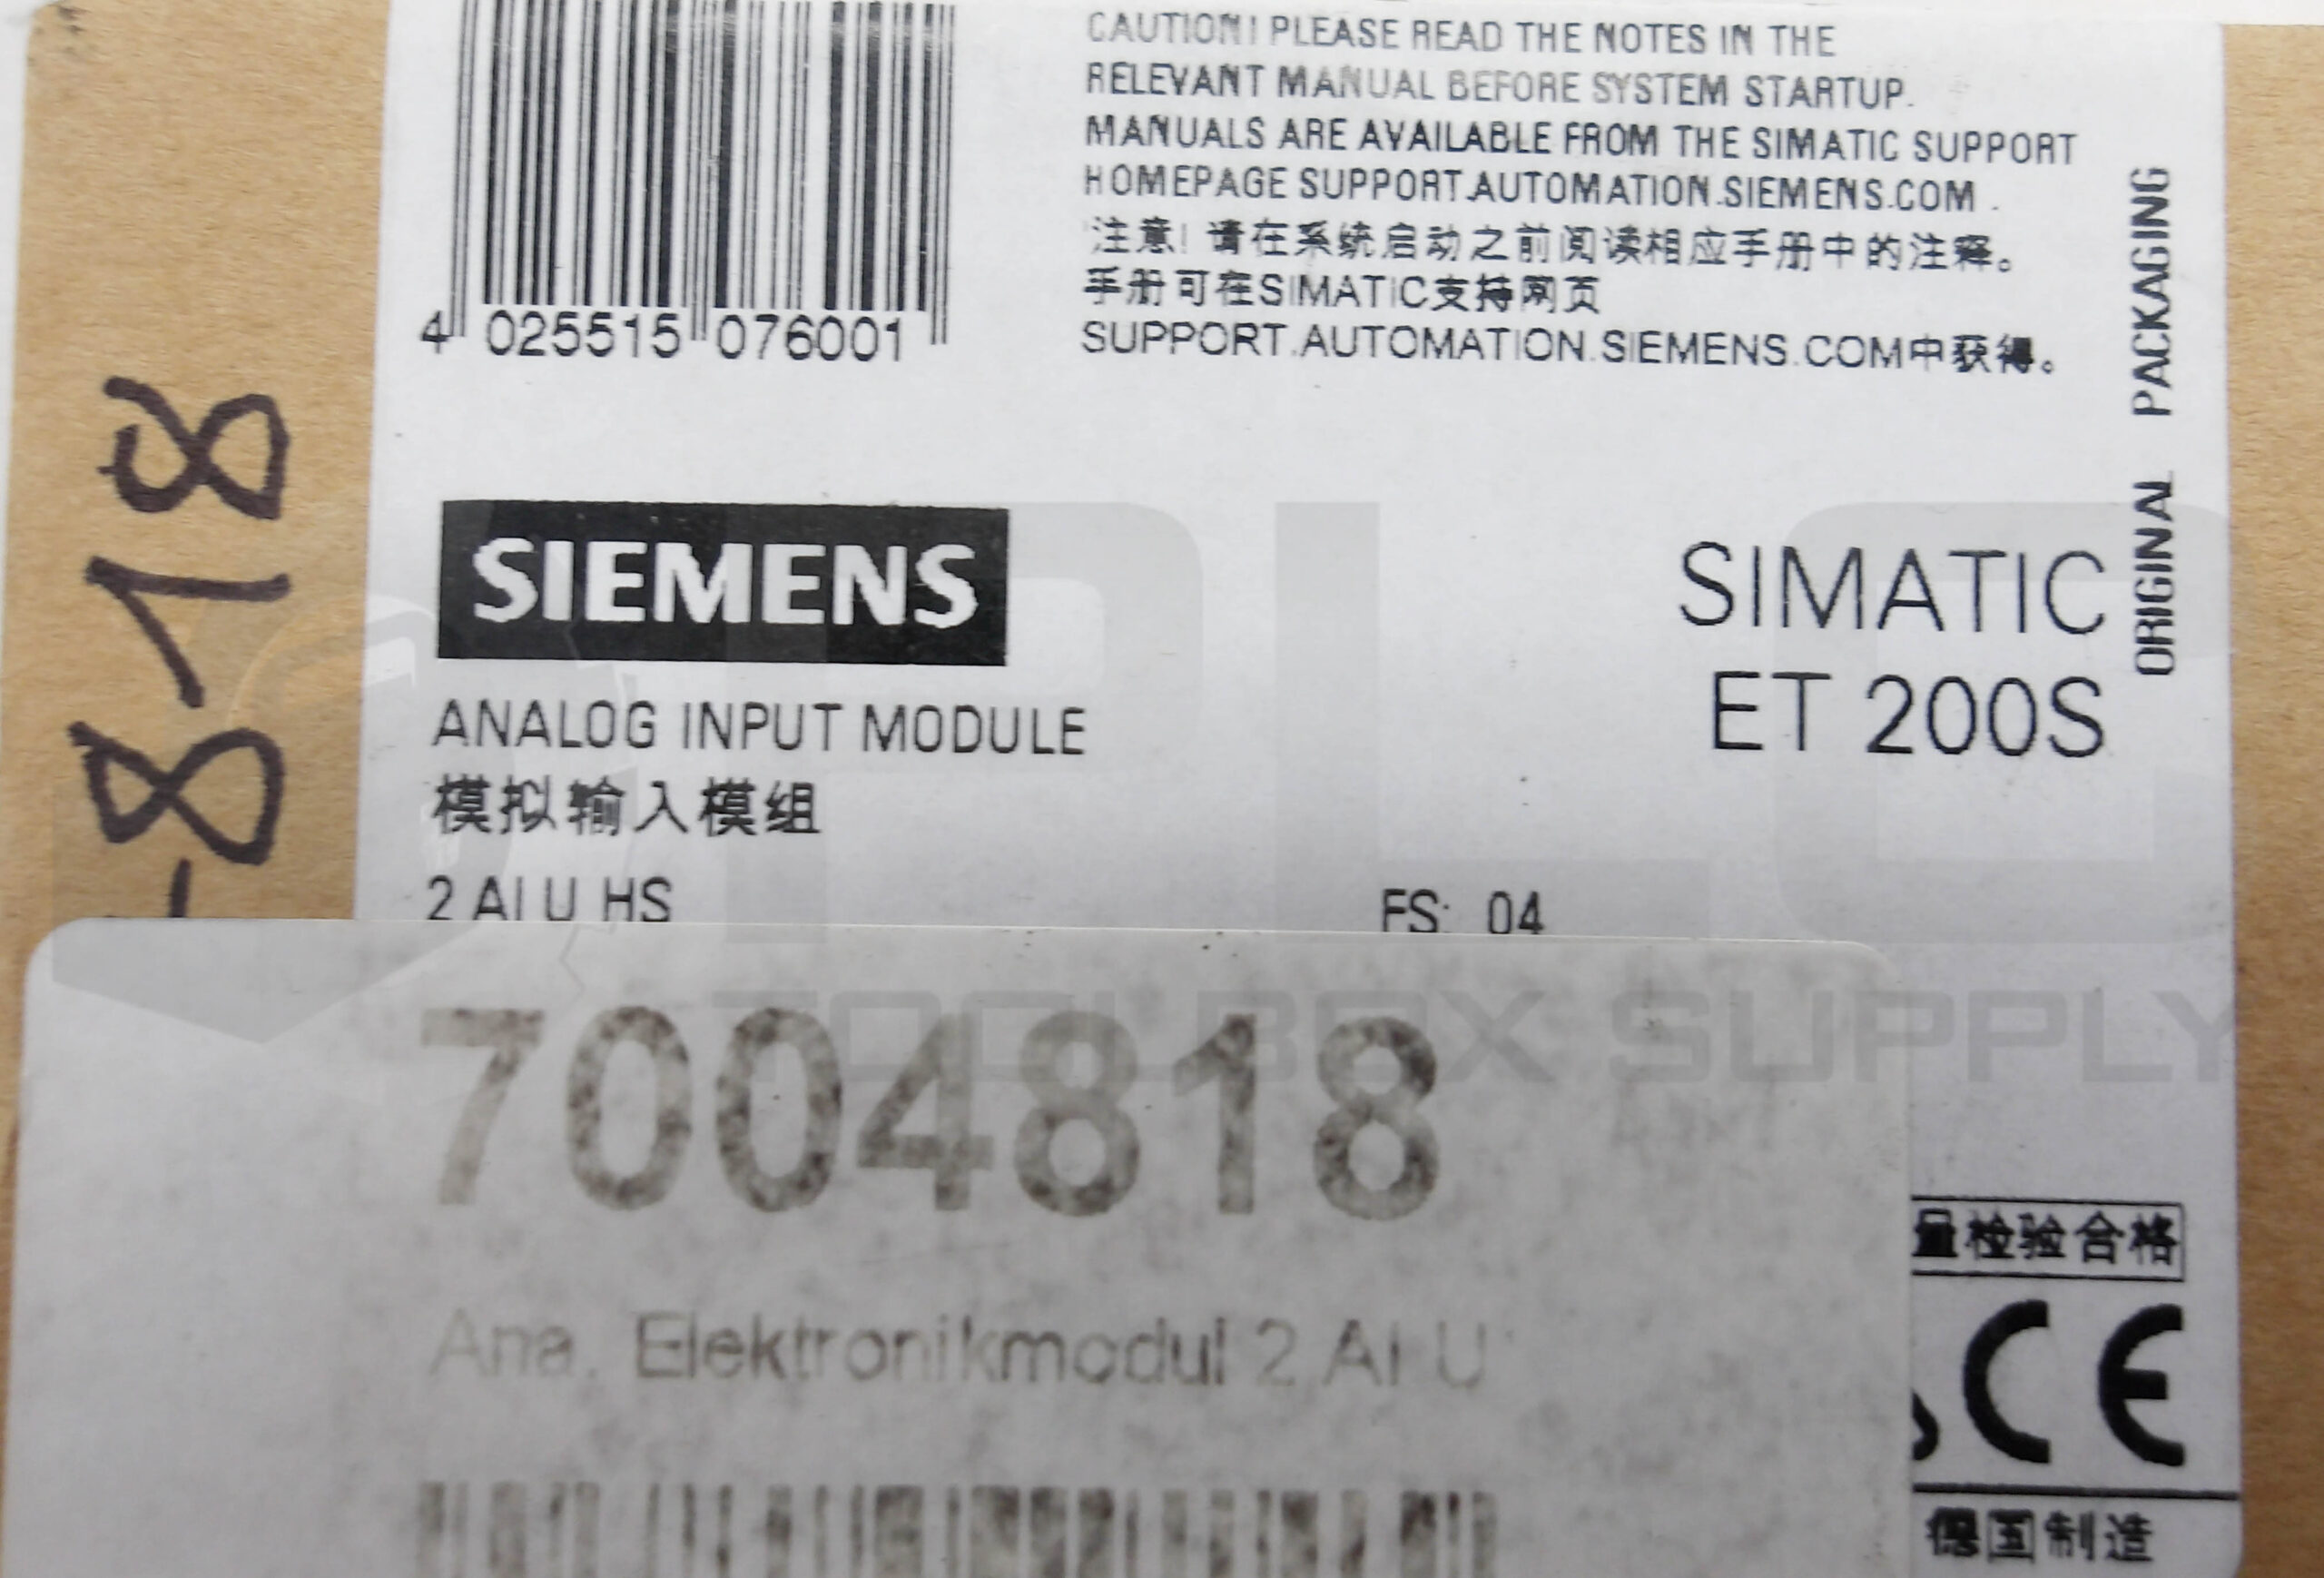 CAUTION! PLEASE READ THE NOTES IN THE
RELEVANT MANUAL BEFORE SYSTEM STARTUP.
MANUALS ARE AVAILABLE FROM THE SIMATIC SUPPORT
HOMEPAGE SUPPORT.AUTOMATION.SIEMENS.COM .
注意! 请在系统启动之前阅读相应手册中的注释。
手册可在SIMATIC支持网页
SUPPORT.AUTOMATION.SIEMENS.COM中获得。
4 025515 076001
ORIGINAL PACKAGING
-818
SIEMENS
SIMATIC
ET 200S
ANALOG INPUT MODULE
模拟输入模组
2 AI U HS
FS: 04
PLC
TOOLBOX SUPPLY
7004818
Ana. Elektronikmodul 2 AI U
量检验合格
CE
德国制造